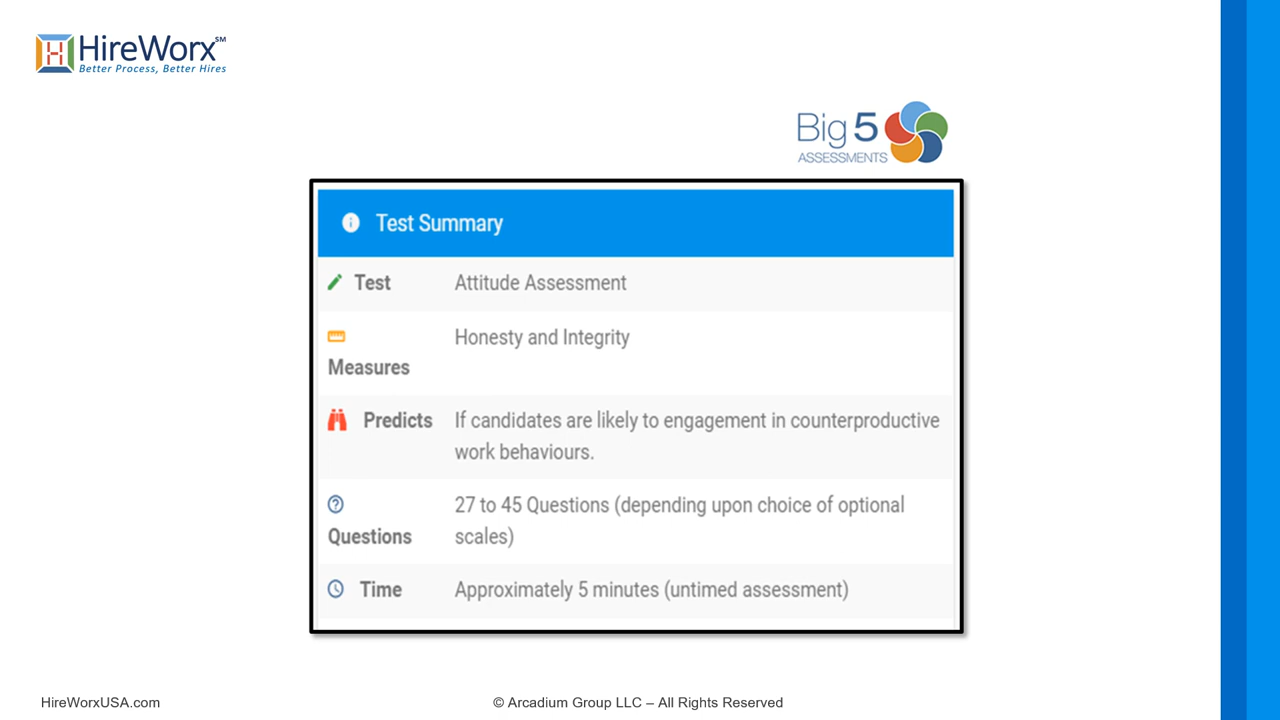 HireWorx℠
Better Process, Better Hires
Big 5
ASSESSMENTS
Test Summary
Test Attitude Assessment
Measures Honesty and Integrity
Predicts If candidates are likely to engagement in counterproductive
work behaviours.
Questions 27 to 45 Questions (depending upon choice of optional
scales)
Time Approximately 5 minutes (untimed assessment)
HireWorxUSA.com © Arcadium Group LLC – All Rights Reserved